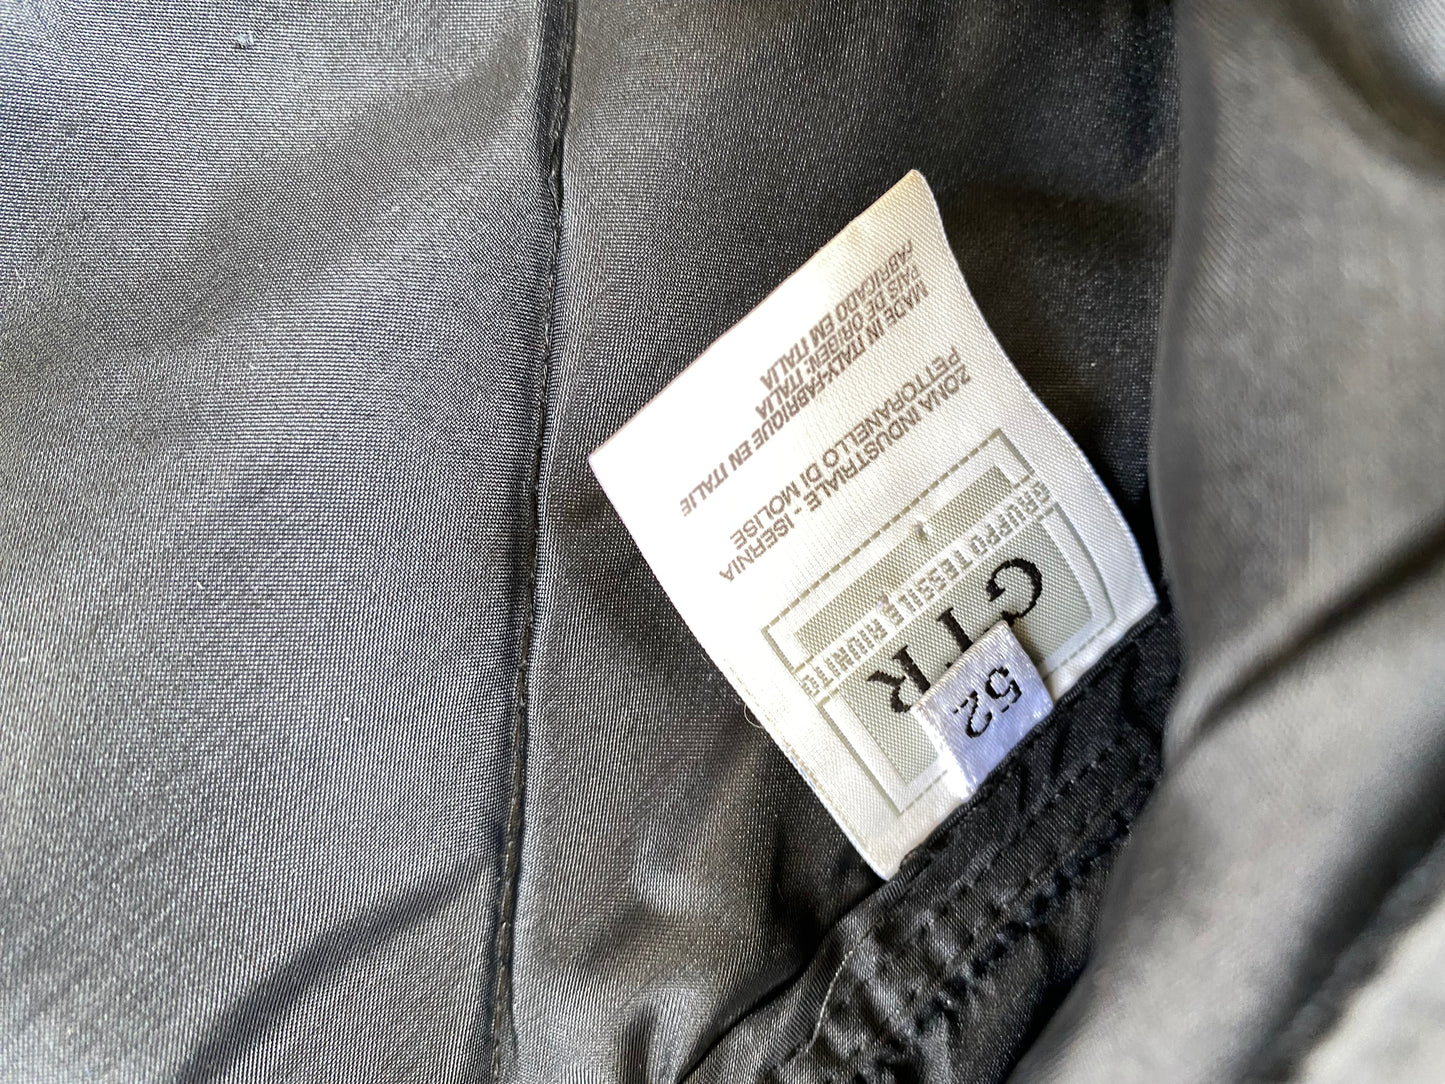 52
GTR
GRUPPO TESSILE RIUNITO
ZONA INDUSTRIALE - ISERNIA
PETTORANELLO DI MOLISE
MADE IN ITALY-FABRIQUE EN ITALIE
PAIS DE ORIGEN: ITALIA
FABRICADO EM ITALIA